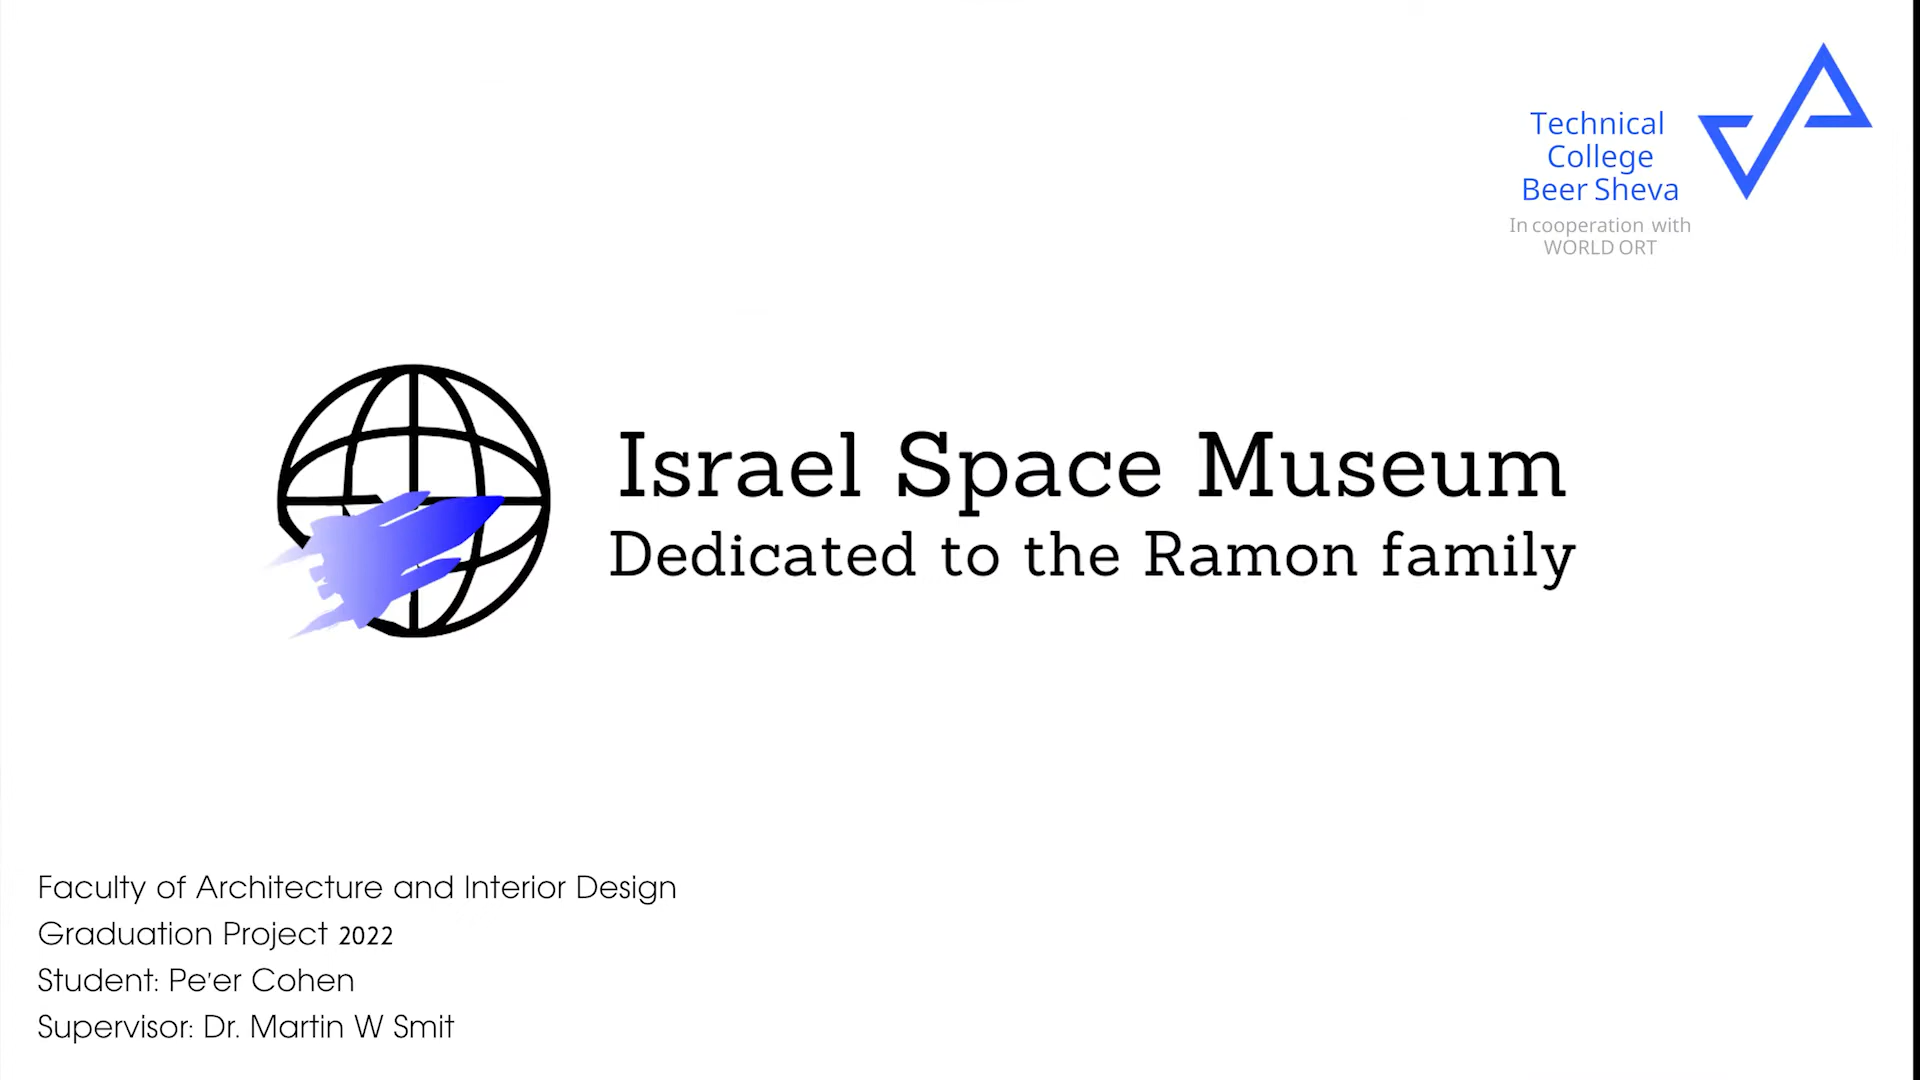 Technical
College
Beer Sheva
In cooperation with
WORLD ORT
Israel Space Museum
Dedicated to the Ramon family
Faculty of Architecture and Interior Design
Graduation Project 2022
Student: Pe'er Cohen
Supervisor: Dr. Martin W Smit